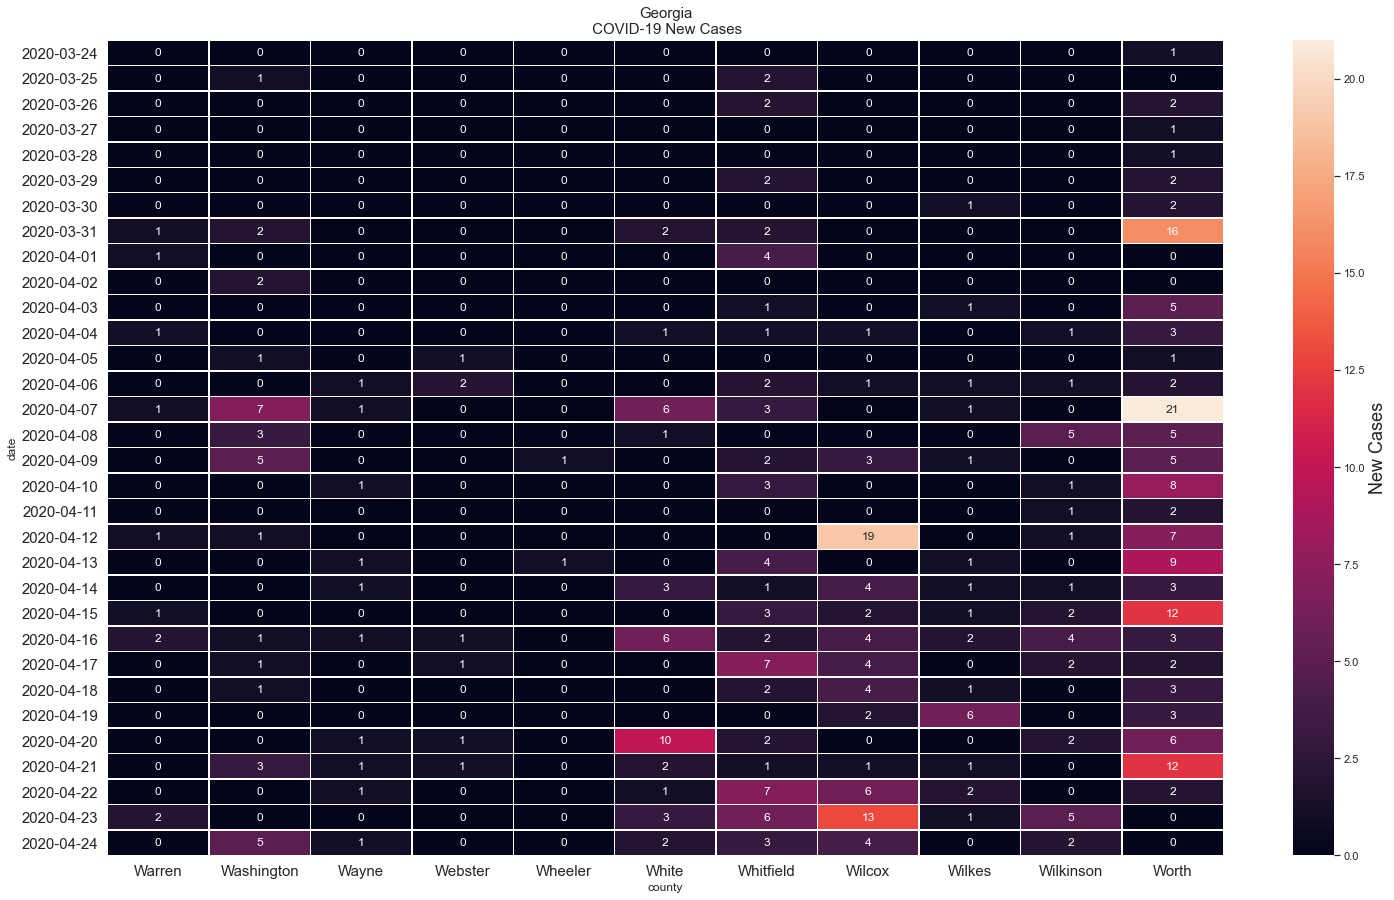 Georgia
COVID-19 New Cases
2020-03-24 0 0 0 0 0 0 0 0 0 0 1
2020-03-25 0 1 0 0 0 0 2 0 0 0 0
2020-03-26 0 0 0 0 0 0 2 0 0 0 2
2020-03-27 0 0 0 0 0 0 0 0 0 0 1
2020-03-28 0 0 0 0 0 0 0 0 0 0 1
2020-03-29 0 0 0 0 0 0 2 0 0 0 2
2020-03-30 0 0 0 0 0 0 0 0 1 0 2
2020-03-31 1 2 0 0 0 2 2 0 0 0 16
2020-04-01 1 0 0 0 0 0 4 0 0 0 0
2020-04-02 0 2 0 0 0 0 0 0 0 0 0
2020-04-03 0 0 0 0 0 0 1 0 1 0 5
2020-04-04 1 0 0 0 0 1 1 1 0 1 3
2020-04-05 0 1 0 1 0 0 0 0 0 0 1
2020-04-06 0 0 1 2 0 0 2 1 1 1 2
2020-04-07 1 7 1 0 0 6 3 0 1 0 21
2020-04-08 0 3 0 0 0 1 0 0 0 5 5
2020-04-09 0 5 0 0 1 0 2 3 1 0 5
2020-04-10 0 0 1 0 0 0 3 0 0 1 8
2020-04-11 0 0 0 0 0 0 0 0 0 1 2
2020-04-12 1 1 0 0 0 0 0 19 0 1 7
2020-04-13 0 0 1 0 1 0 4 0 1 0 9
2020-04-14 0 0 1 0 0 3 1 4 1 1 3
2020-04-15 1 0 0 0 0 0 3 2 1 2 12
2020-04-16 2 1 1 1 0 6 2 4 2 4 3
2020-04-17 0 1 0 1 0 0 7 4 0 2 2
2020-04-18 0 1 0 0 0 0 2 4 1 0 3
2020-04-19 0 0 0 0 0 0 0 2 6 0 3
2020-04-20 0 0 1 1 0 10 2 0 0 2 6
2020-04-21 0 3 1 1 0 2 1 1 1 0 12
2020-04-22 0 0 1 0 0 1 7 6 2 0 2
2020-04-23 2 0 0 0 0 3 6 13 1 5 0
2020-04-24 0 5 1 0 0 2 3 4 0 2 0
Warren Washington Wayne Webster Wheeler White Whitfield Wilcox Wilkes Wilkinson Worth
county
date
20.0
17.5
15.0
12.5
10.0
7.5
5.0
2.5
0.0
New Cases